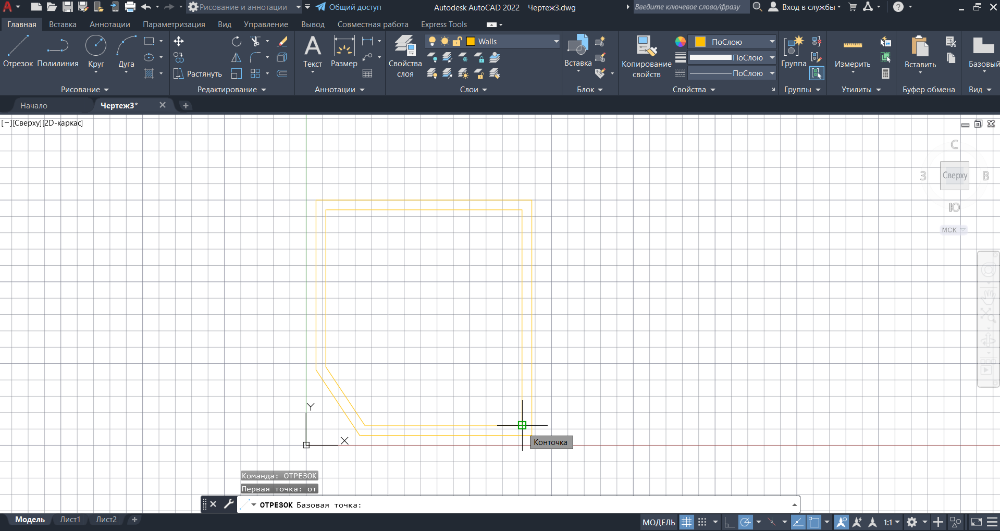 Рисование и аннотации
Общий доступ
Autodesk AutoCAD 2022 Чертеж3.dwg
Введите ключевое слово/фразу
Вход в службы
Главная Вставка Аннотации Параметризация Вид Управление Вывод Совместная работа Express Tools
Отрезок Полилиния Круг Дуга
Растянуть
Текст Размер
Свойства слоя
Walls
Вставка
Копирование свойств
ПоСлою
ПоСлою
ПоСлою
Группа
Измерить
Вставить
Базовый
Рисование Редактирование Аннотации Слои Блок Свойства Группы Утилиты Буфер обмена Вид
Начало Чертеж3*
[−][Сверху][2D-каркас]
С
З Сверху В
Ю
МСК
Y
X
Конточка
Команда: ОТРЕЗОК
Первая точка: от
ОТРЕЗОК Базовая точка:
Модель Лист1 Лист2
МОДЕЛЬ 1:1